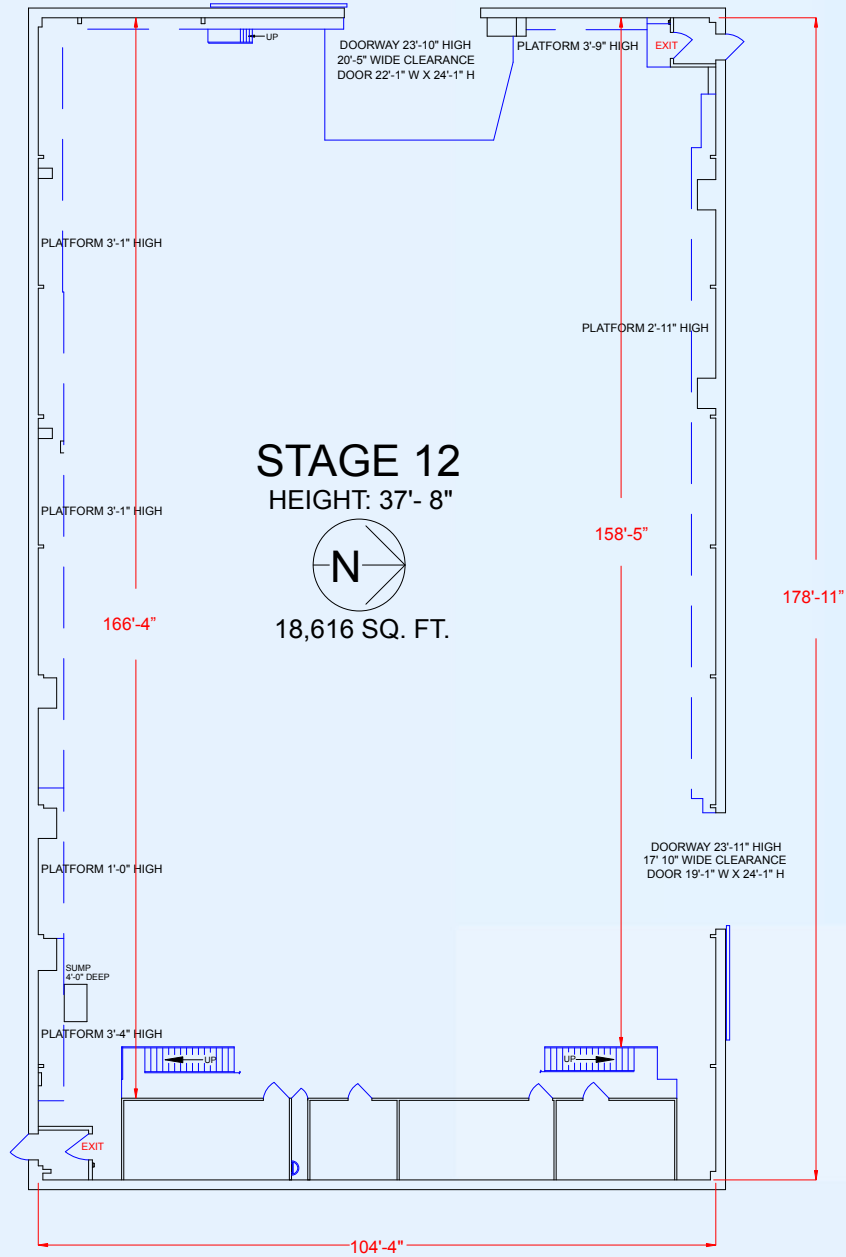 UP
DOORWAY 23'-10" HIGH
20'-5" WIDE CLEARANCE
DOOR 22'-1" W X 24'-1" H
PLATFORM 3'-9" HIGH
EXIT
PLATFORM 3'-1" HIGH
PLATFORM 2'-11" HIGH
STAGE 12
HEIGHT: 37'- 8"
N
18,616 SQ. FT.
PLATFORM 3'-1" HIGH
158'-5”
178'-11”
166'-4”
DOORWAY 23'-11" HIGH
17' 10" WIDE CLEARANCE
DOOR 19'-1" W X 24'-1" H
PLATFORM 1'-0" HIGH
SUMP
4'-0" DEEP
PLATFORM 3'-4" HIGH
UP
UP
EXIT
104'-4”